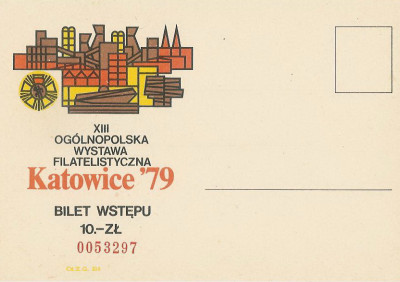 XIII
OGÓLNOPOLSKA
WYSTAWA
FILATELISTYCZNA
Katowice '79
BILET WSTĘPU
10.–ZŁ
0053297